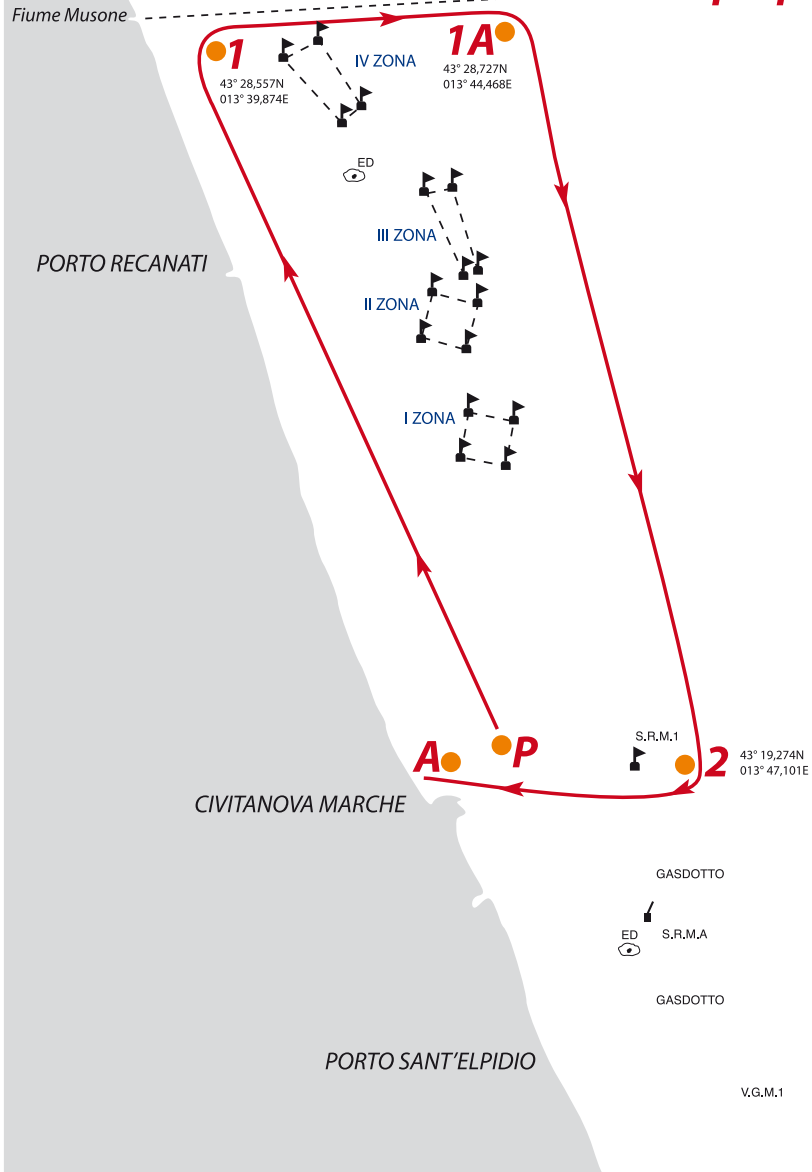 Fiume Musone
1
43° 28,557N
013° 39,874E
IV ZONA
1A
43° 28,727N
013° 44,468E
ED
III ZONA
PORTO RECANATI
II ZONA
I ZONA
A
P
S.R.M.1
2
43° 19,274N
013° 47,101E
CIVITANOVA MARCHE
GASDOTTO
ED
S.R.M.A
GASDOTTO
PORTO SANT'ELPIDIO
V.G.M.1